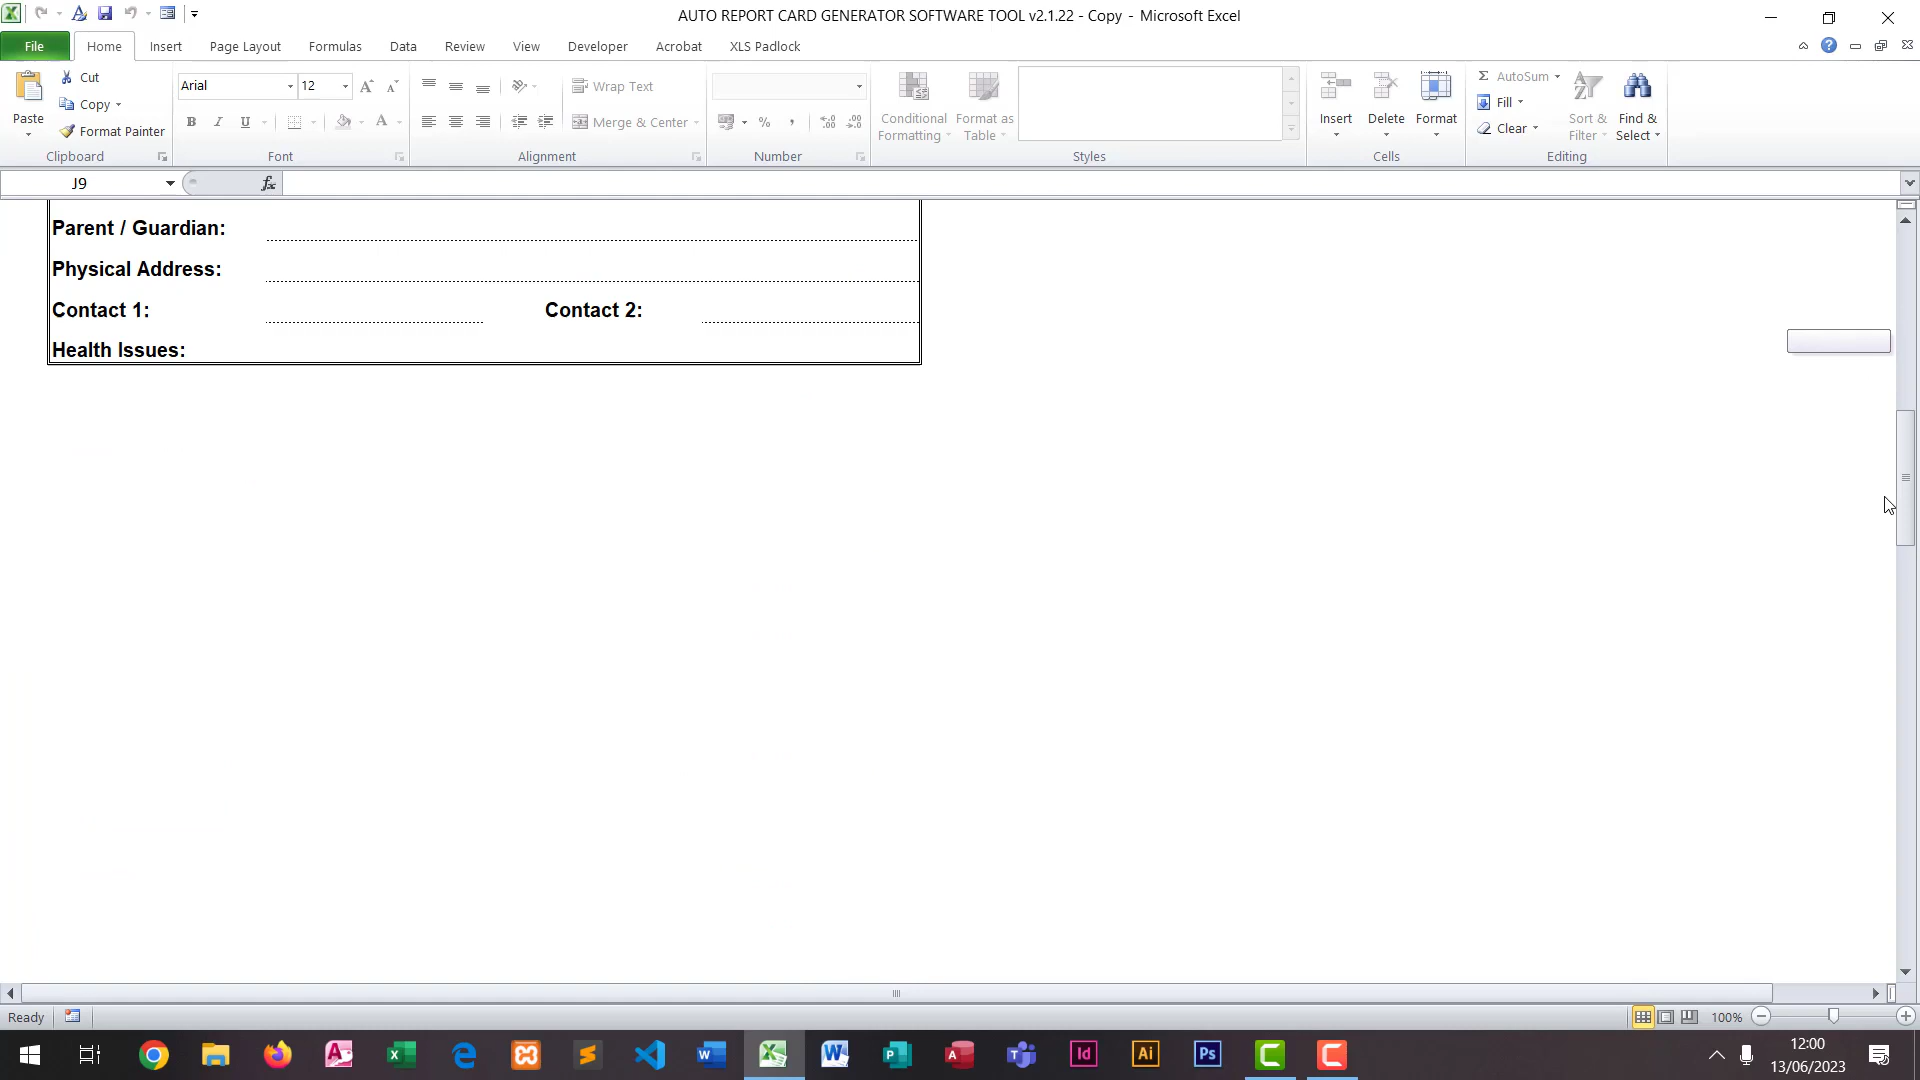 AUTO REPORT CARD GENERATOR SOFTWARE TOOL v2.1.22 - Copy - Microsoft Excel
File Home Insert Page Layout Formulas Data Review View Developer Acrobat XLS Padlock
Paste
Cut
Copy
Format Painter
Clipboard
Arial 12
B I U A
Font
Wrap Text
Merge & Center
Alignment
% ,
Number
Conditional Formatting
Format as Table
Styles
Insert Delete Format
Cells
Σ AutoSum
Fill
Clear
Sort & Filter
Find & Select
Editing
J9 fx
Parent / Guardian:
Physical Address:
Contact 1: Contact 2:
Health Issues:
Ready 100%
12:00
13/06/2023